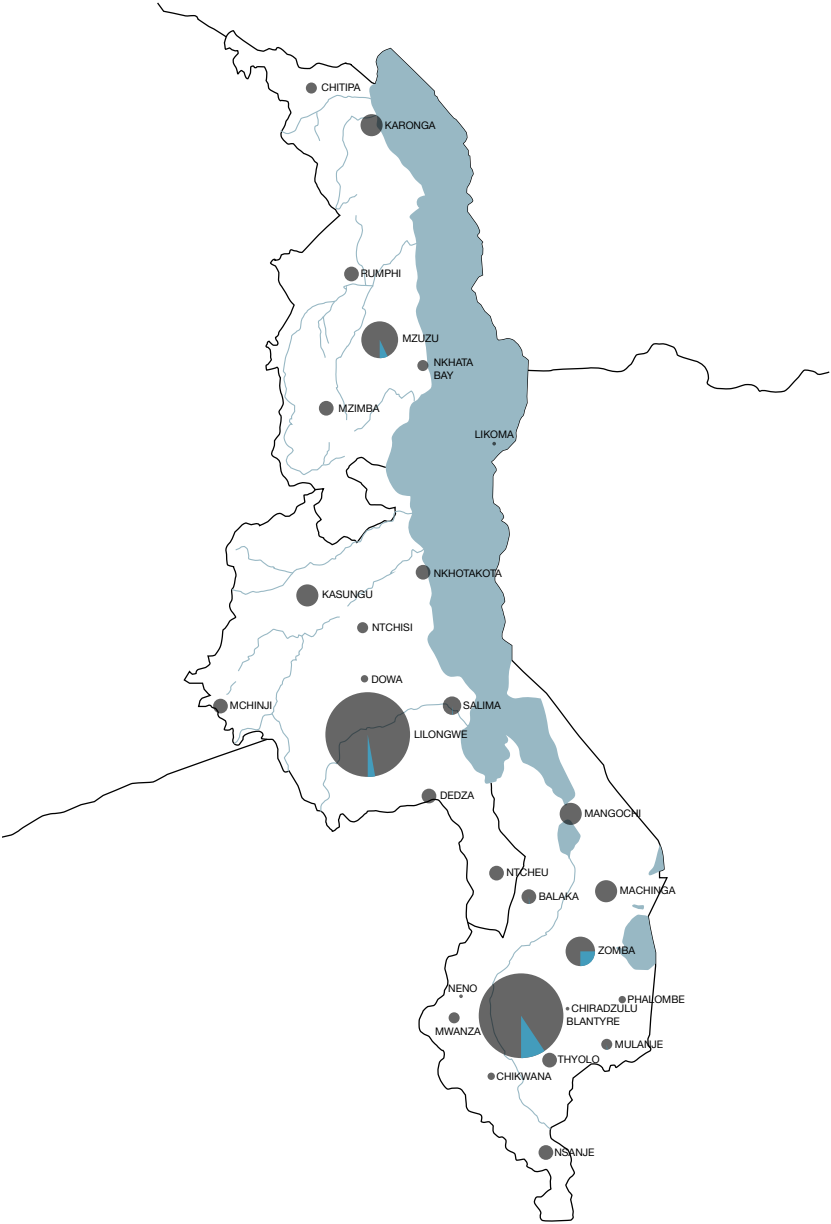 CHITIPA
KARONGA
RUMPHI
MZUZU
NKHATA
BAY
MZIMBA
LIKOMA
NKHOTAKOTA
KASUNGU
NTCHISI
DOWA
MCHINJI
SALIMA
LILONGWE
DEDZA
MANGOCHI
NTCHEU
MACHINGA
BALAKA
ZOMBA
NENO
PHALOMBE
CHIRADZULU
BLANTYRE
MWANZA
MULANJE
THYOLO
CHIKWANA
NSANJE